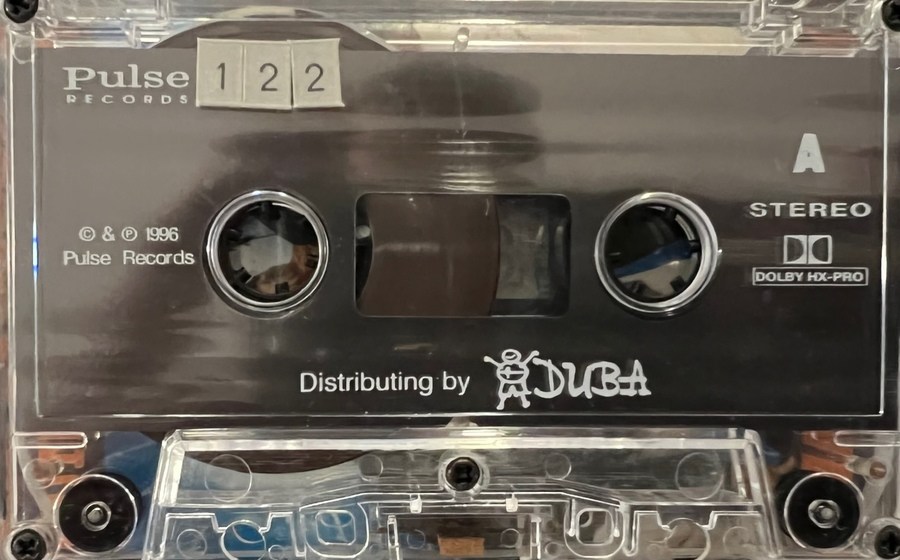 Pulse
RECORDS
1 2 2
A
STEREO
© & ℗ 1996
Pulse Records
DOLBY HX-PRO
Distributing by DUBA